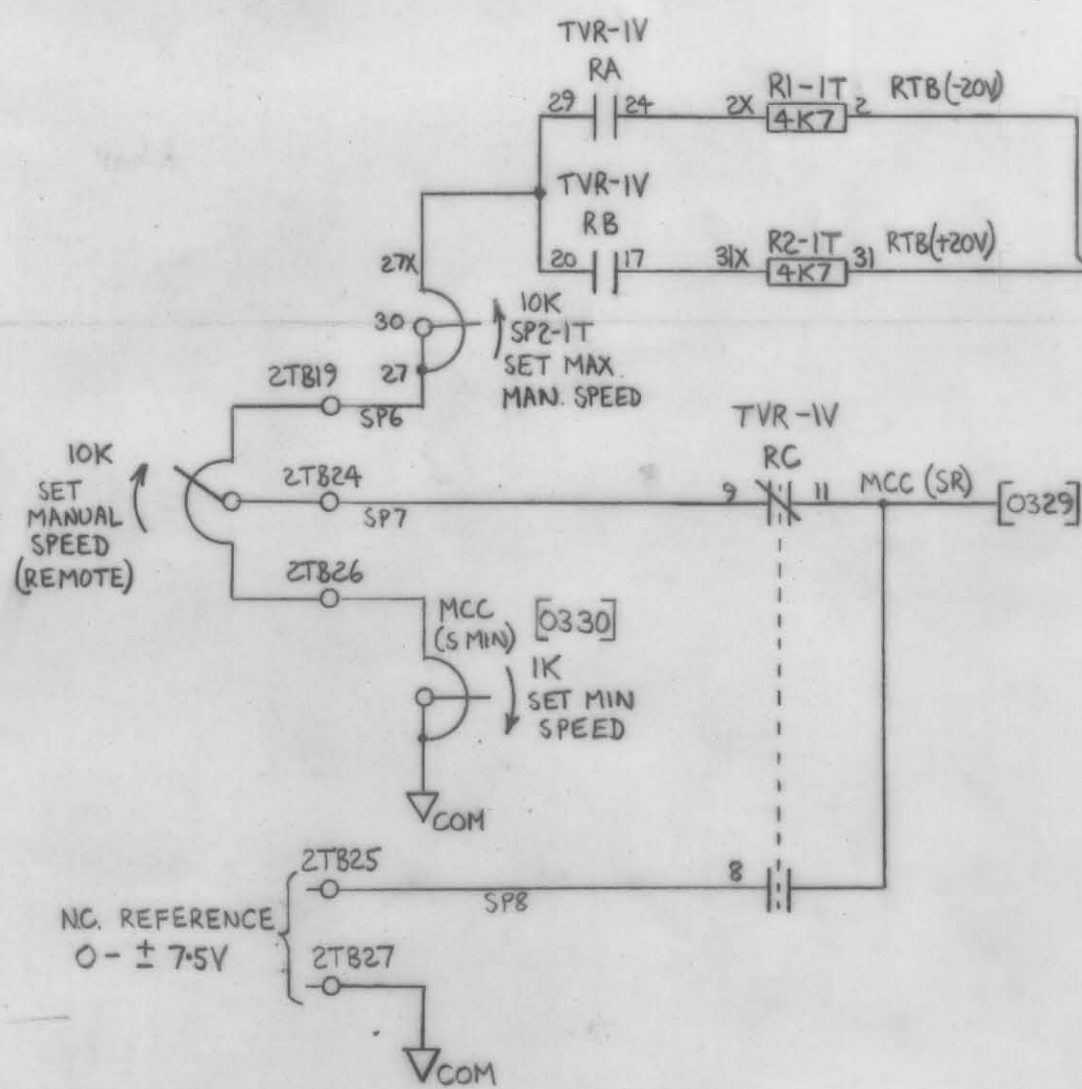 TVR-1V
RA
29 24 2X R1-1T 2 RTB(-20V)
4K7
TVR-1V
RB
20 17 31X R2-1T 31 RTB(+20V)
4K7
27X
30
27
10K
SP2-1T
SET MAX.
MAN. SPEED
2TB19
SP6
10K
SET
MANUAL
SPEED
(REMOTE)
2TB24
SP7
TVR-1V
RC
9 11 MCC (SR) [0329]
2TB26
MCC
(S MIN) [0330]
1K
SET MIN
SPEED
COM
2TB25
SP8
8
N.C. REFERENCE
0 - ± 7.5V
2TB27
COM